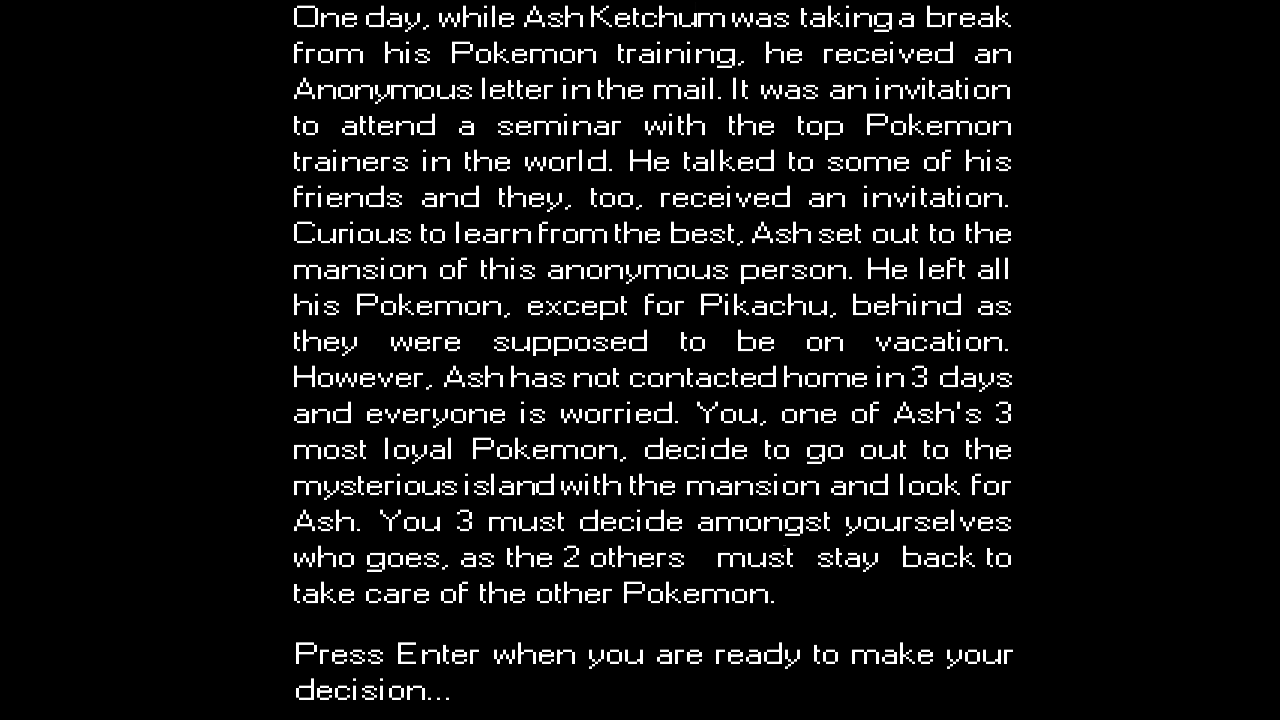 One day, while Ash Ketchum was taking a break
from his Pokemon training, he received an
Anonymous letter in the mail. It was an invitation
to attend a seminar with the top Pokemon
trainers in the world. He talked to some of his
friends and they, too, received an invitation.
Curious to learn from the best, Ash set out to the
mansion of this anonymous person. He left all
his Pokemon, except for Pikachu, behind as
they were supposed to be on vacation.
However, Ash has not contacted home in 3 days
and everyone is worried. You, one of Ash's 3
most loyal Pokemon, decide to go out to the
mysterious island with the mansion and look for
Ash. You 3 must decide amongst yourselves
who goes, as the 2 others must stay back to
take care of the other Pokemon.
Press Enter when you are ready to make your
decision...